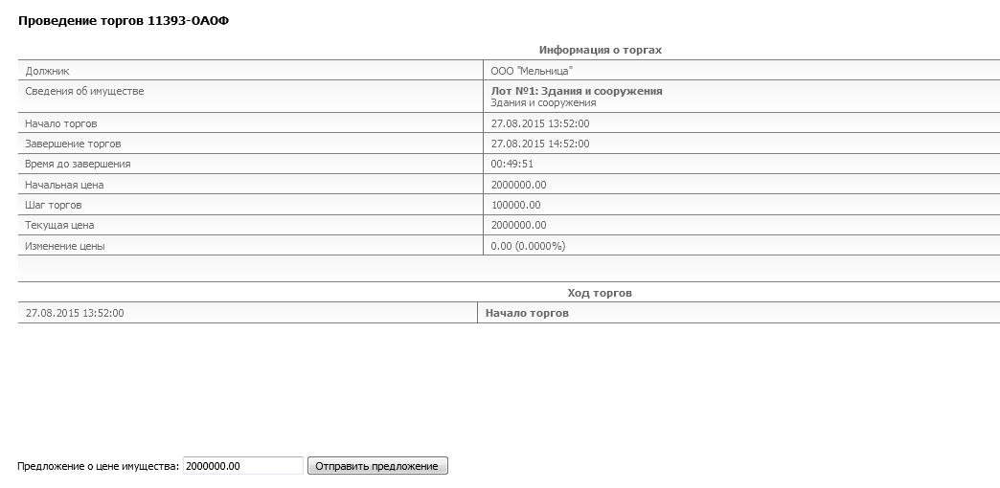 Проведение торгов 11393-ОАОФ
Информация о торгах
Должник ООО "Мельница"
Сведения об имуществе Лот №1: Здания и сооружения
Здания и сооружения
Начало торгов 27.08.2015 13:52:00
Завершение торгов 27.08.2015 14:52:00
Время до завершения 00:49:51
Начальная цена 2000000.00
Шаг торгов 100000.00
Текущая цена 2000000.00
Изменение цены 0.00 (0.0000%)
Ход торгов
27.08.2015 13:52:00 Начало торгов
Предложение о цене имущества: 2000000.00 Отправить предложение